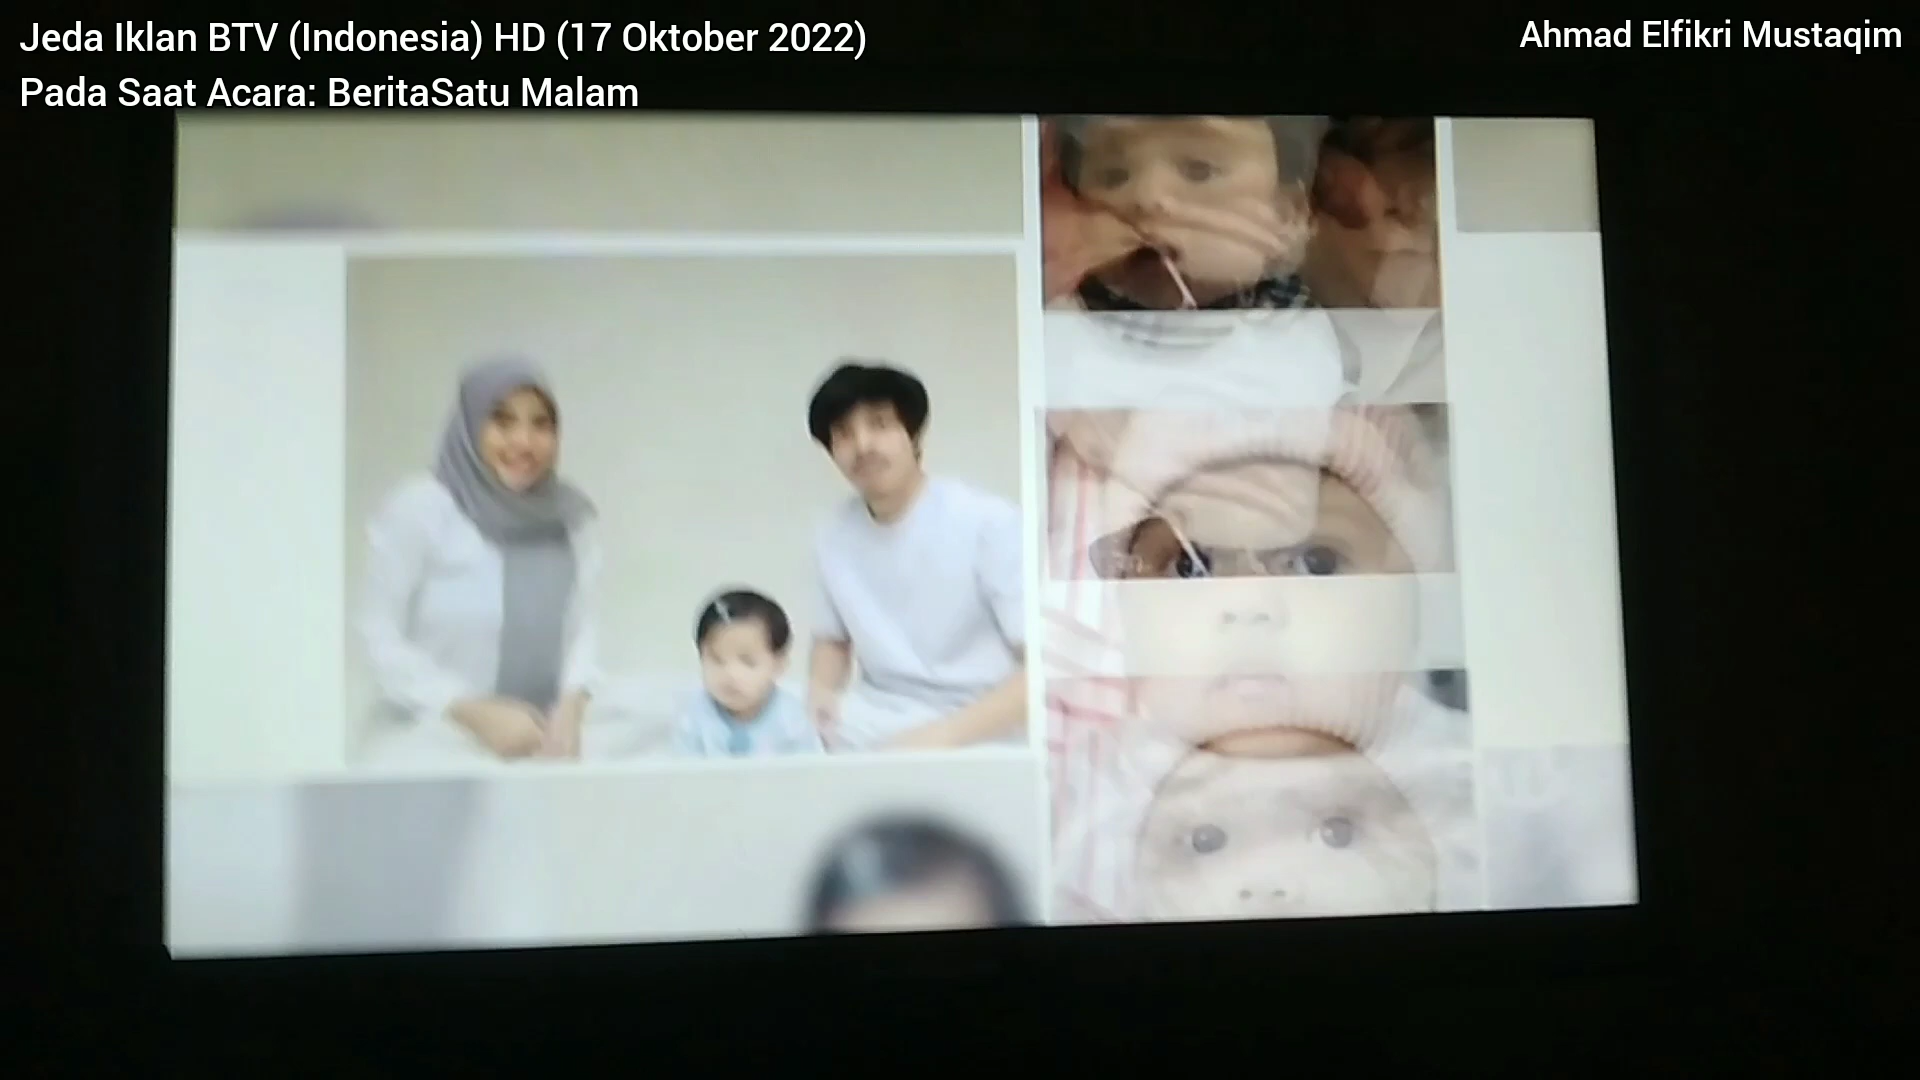 Jeda Iklan BTV (Indonesia) HD (17 Oktober 2022)
Ahmad Elfikri Mustaqim
Pada Saat Acara: BeritaSatu Malam